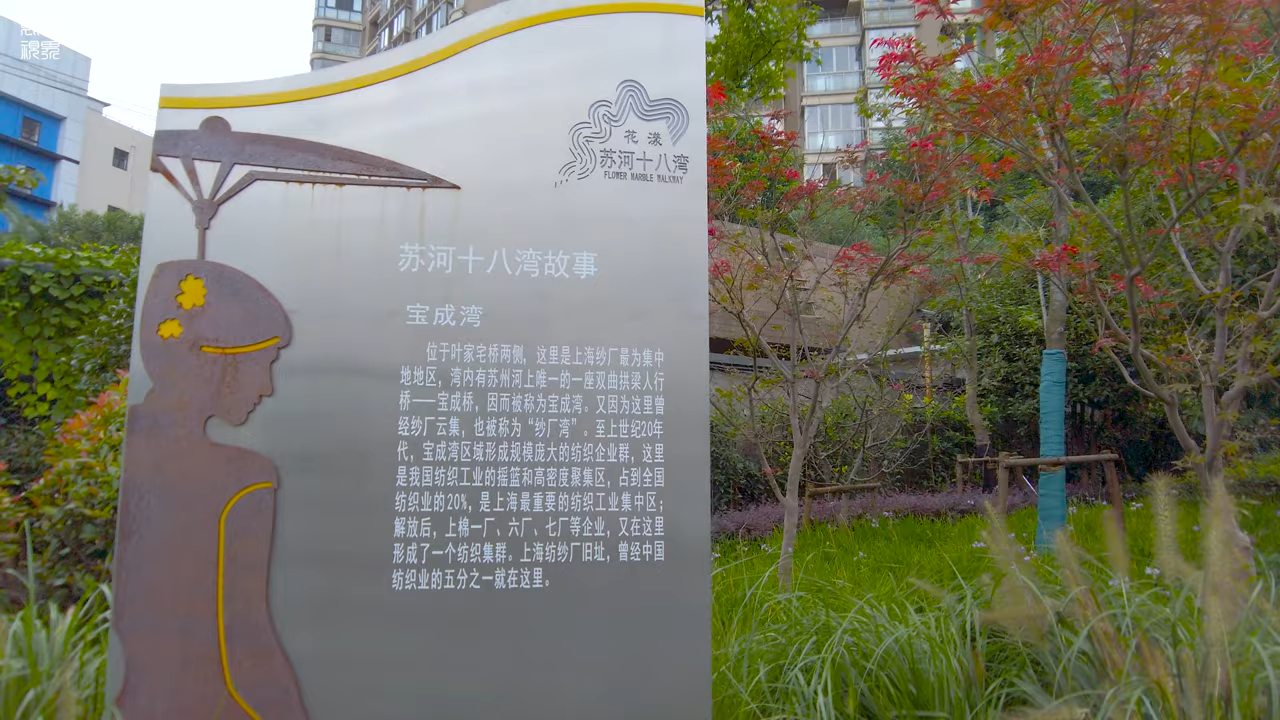 视界
花漾
苏河十八湾
FLOWER MARBLE WALKWAY
苏河十八湾故事
宝成湾
位于叶家宅桥两侧，这里是上海纱厂最为集中
地地区，湾内有苏州河上唯一的一座双曲拱梁人行
桥——宝成桥，因而被称为宝成湾。又因为这里曾
经纱厂云集，也被称为“纱厂湾”。至上世纪20年
代，宝成湾区域形成规模庞大的纺织企业群，这里
是我国纺织工业的摇篮和高密度聚集区，占到全国
纺织业的20%，是上海最重要的纺织工业集中区；
解放后，上棉一厂、六厂、七厂等企业，又在这里
形成了一个纺织集群。上海纺纱厂旧址，曾经中国
纺织业的五分之一就在这里。